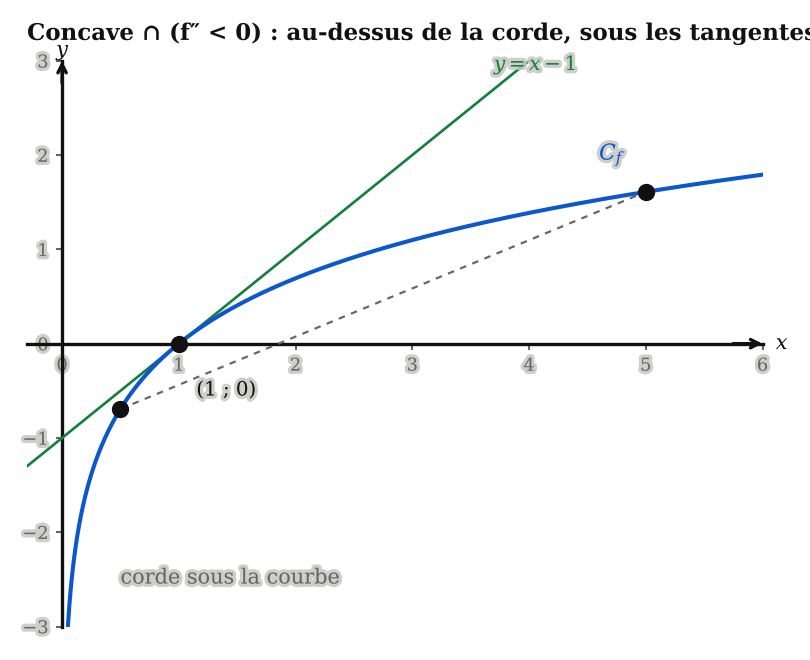 Concave ∩ (f″ < 0) : au-dessus de la corde, sous les tangentes
y
3
y = x − 1
2
C_f
1
0
x
0 1 2 3 4 5 6
(1 ; 0)
−1
−2
corde sous la courbe
−3